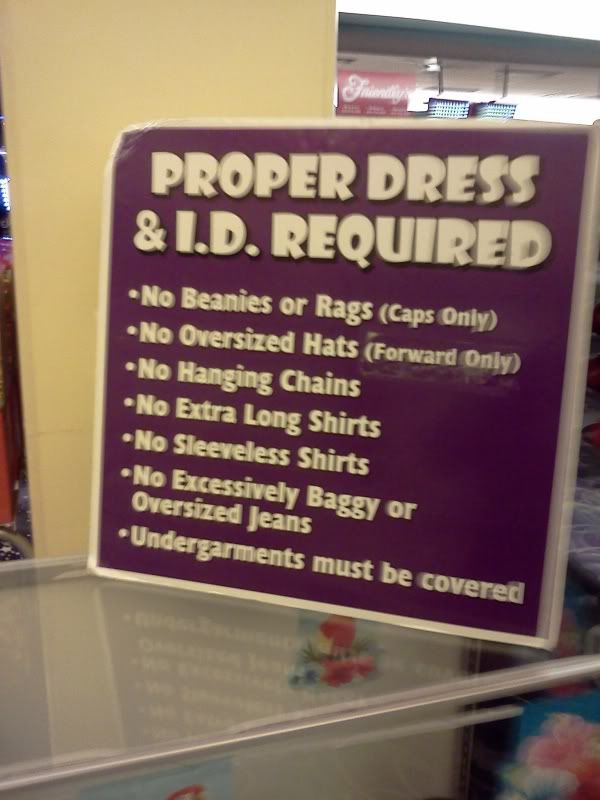 Friendly's
PROPER DRESS
& I.D. REQUIRED
•No Beanies or Rags (Caps Only)
•No Oversized Hats (Forward Only)
•No Hanging Chains
•No Extra Long Shirts
•No Sleeveless Shirts
•No Excessively Baggy or
Oversized Jeans
•Undergarments must be covered